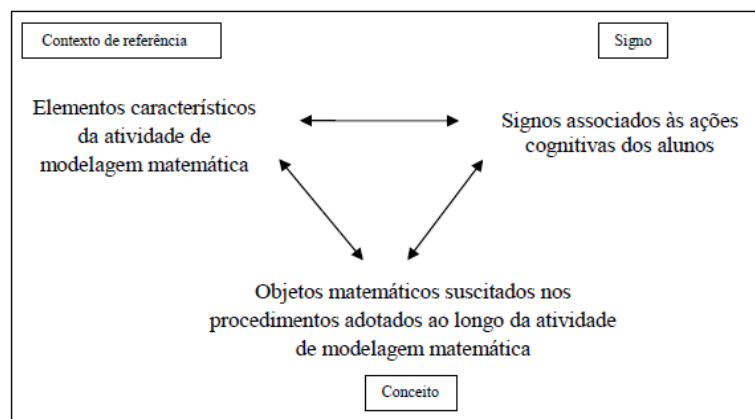 Contexto de referência
Signo
Elementos característicos
da atividade de
modelagem matemática
Signos associados às ações
cognitivas dos alunos
Objetos matemáticos suscitados nos
procedimentos adotados ao longo da atividade
de modelagem matemática
Conceito